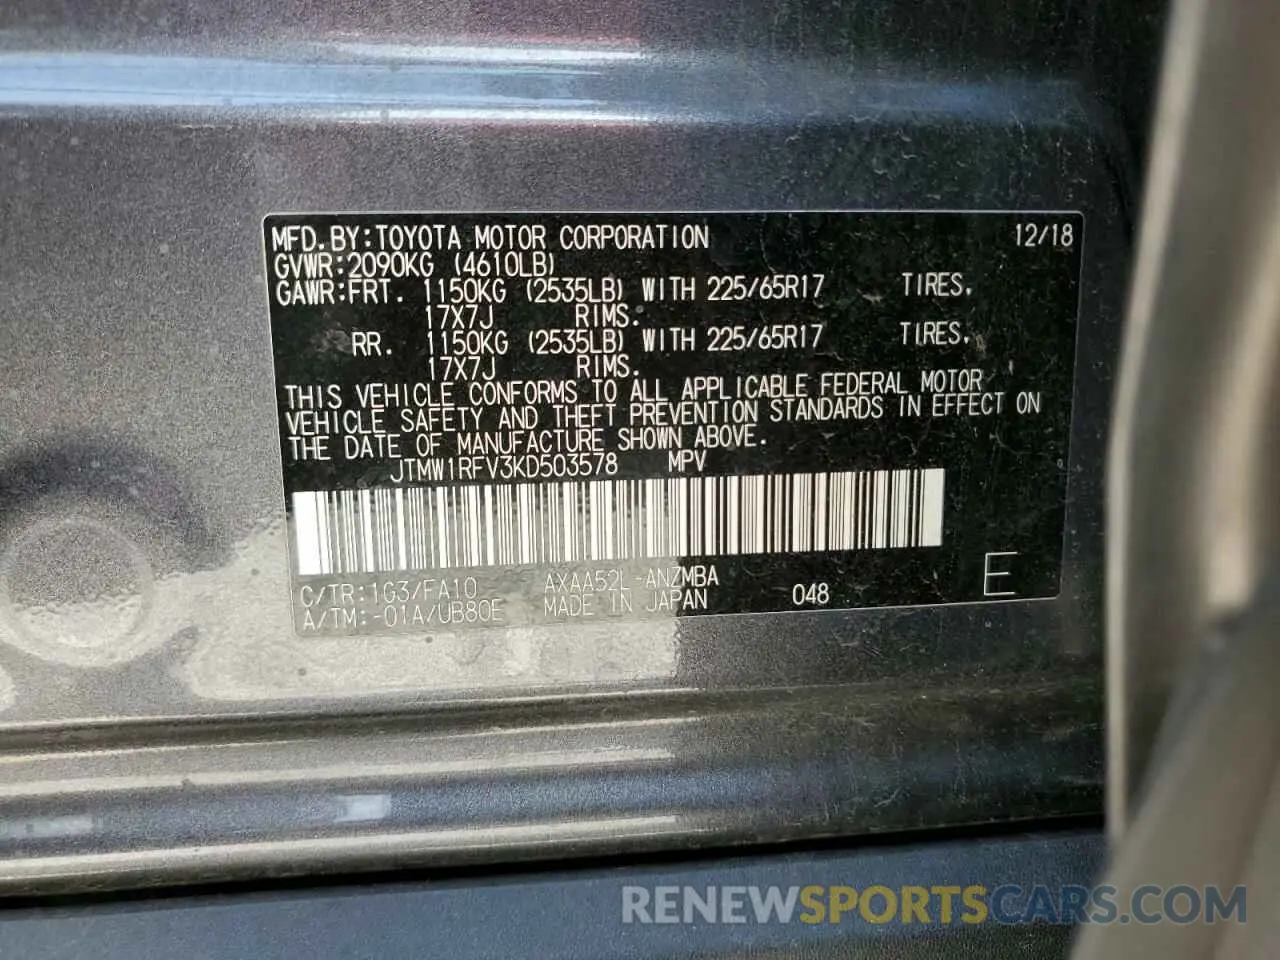 MFD.BY:TOYOTA MOTOR CORPORATION 12/18
GVWR:2090KG (4610LB)
GAWR:FRT. 1150KG (2535LB) WITH 225/65R17 TIRES.
17X7J RIMS.
RR. 1150KG (2535LB) WITH 225/65R17 TIRES.
17X7J RIMS.
THIS VEHICLE CONFORMS TO ALL APPLICABLE FEDERAL MOTOR
VEHICLE SAFETY AND THEFT PREVENTION STANDARDS IN EFFECT ON
THE DATE OF MANUFACTURE SHOWN ABOVE.
JTMW1RFV3KD503578 MPV
C/TR:1G3/FA10 AXAA52L-ANZMBA
A/TM:-01A/UB80E MADE IN JAPAN 048 E
RENEWSPORTSCARS.COM